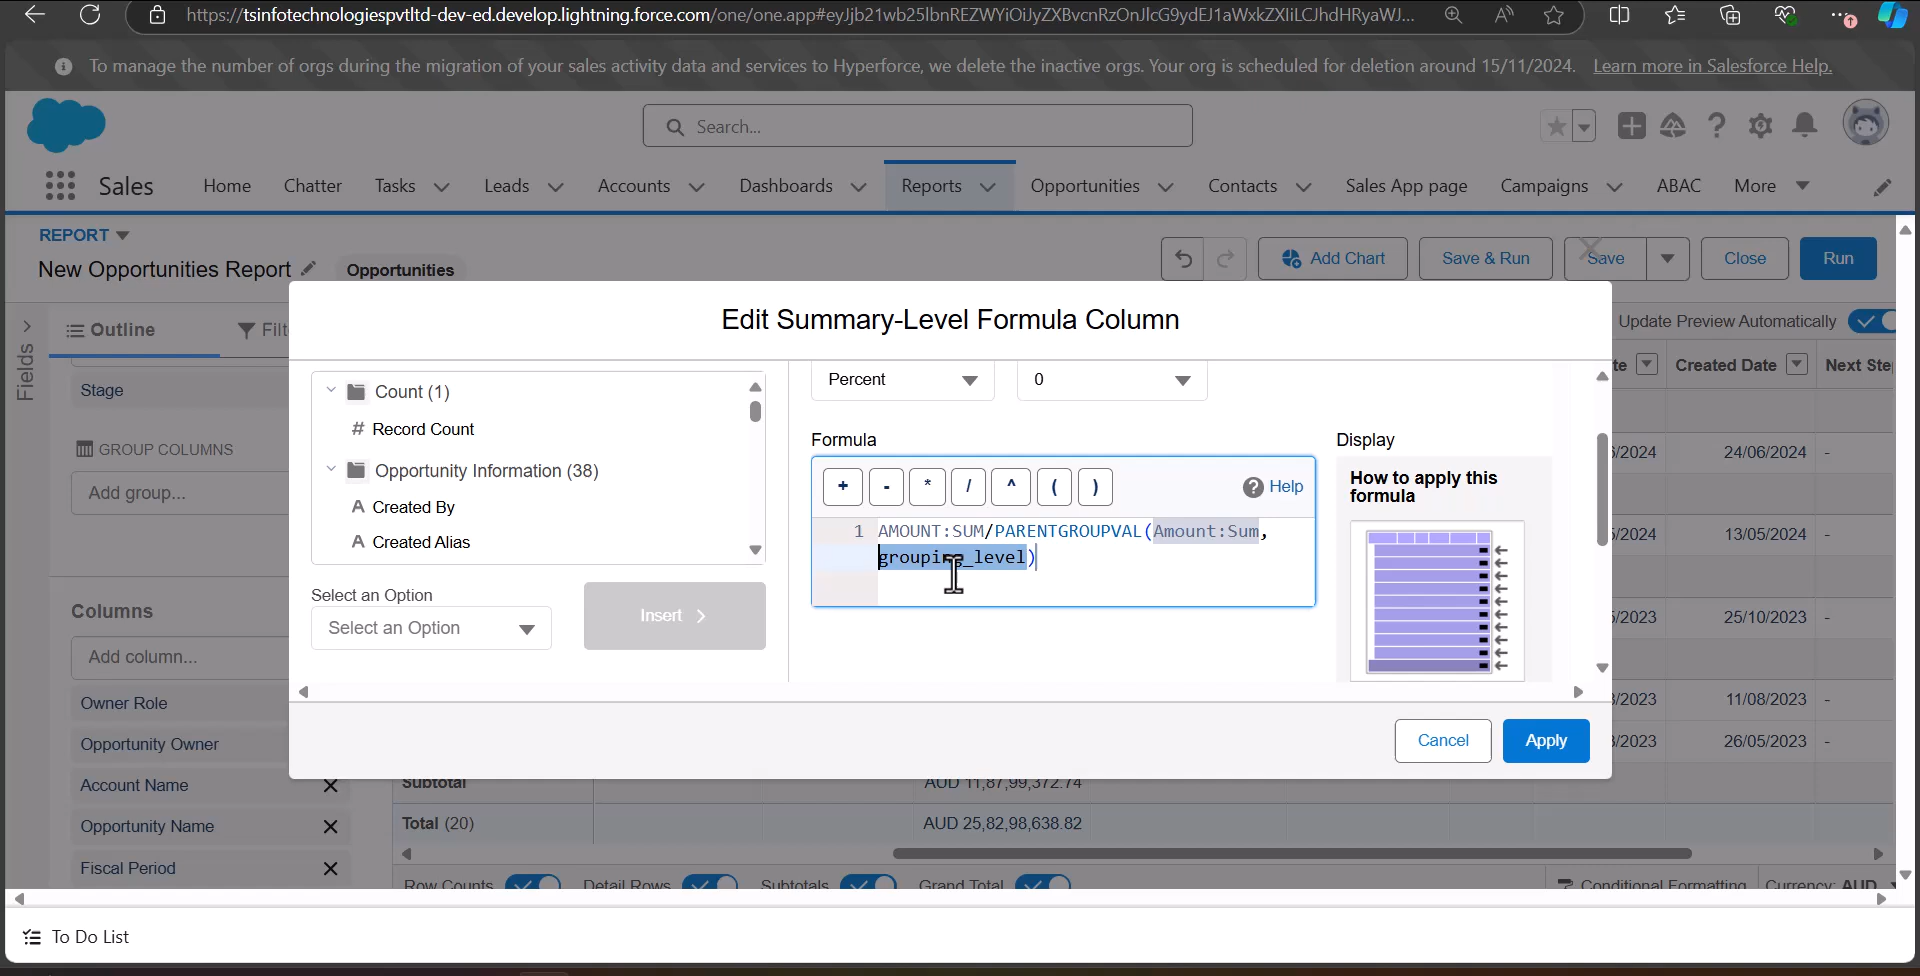 https://tsinfotechnologiespvtltd-dev-ed.develop.lightning.force.com/one/one.app#eyJjb21wb25lbnREZWYiOiJyZXBvcnRzOnJlcG9ydEJ1aWxkZXIiLCJhdHRyaWJ...
To manage the number of orgs during the migration of your sales activity data and services to Hyperforce, we delete the inactive orgs. Your org is scheduled for deletion around 15/11/2024. Learn more in Salesforce Help.
Search...
Sales Home Chatter Tasks Leads Accounts Dashboards Reports Opportunities Contacts Sales App page Campaigns ABAC More
REPORT
New Opportunities Report Opportunities
Add Chart Save & Run Save Close Run
Fields
Outline Filt
Update Preview Automatically
te Created Date Next Ste
Edit Summary-Level Formula Column
Stage
GROUP COLUMNS
Add group...
Columns
Add column...
Owner Role
Opportunity Owner
Account Name
Opportunity Name
Fiscal Period
Count (1)
# Record Count
Opportunity Information (38)
A Created By
A Created Alias
Select an Option
Select an Option
Insert
Percent 0
Formula
+ - * / ^ ( )
Help
1 AMOUNT:SUM/PARENTGROUPVAL(Amount:Sum,
grouping_level)
Display
How to apply this
formula
Cancel Apply
/2024 24/06/2024 -
/2024 13/05/2024 -
/2023 25/10/2023 -
/2023 11/08/2023 -
/2023 26/05/2023 -
Subtotal AUD 11,87,99,372.74
Total (20) AUD 25,82,98,638.82
Row Counts Detail Rows Subtotals Grand Total Conditional Formatting Currency: AUD
To Do List